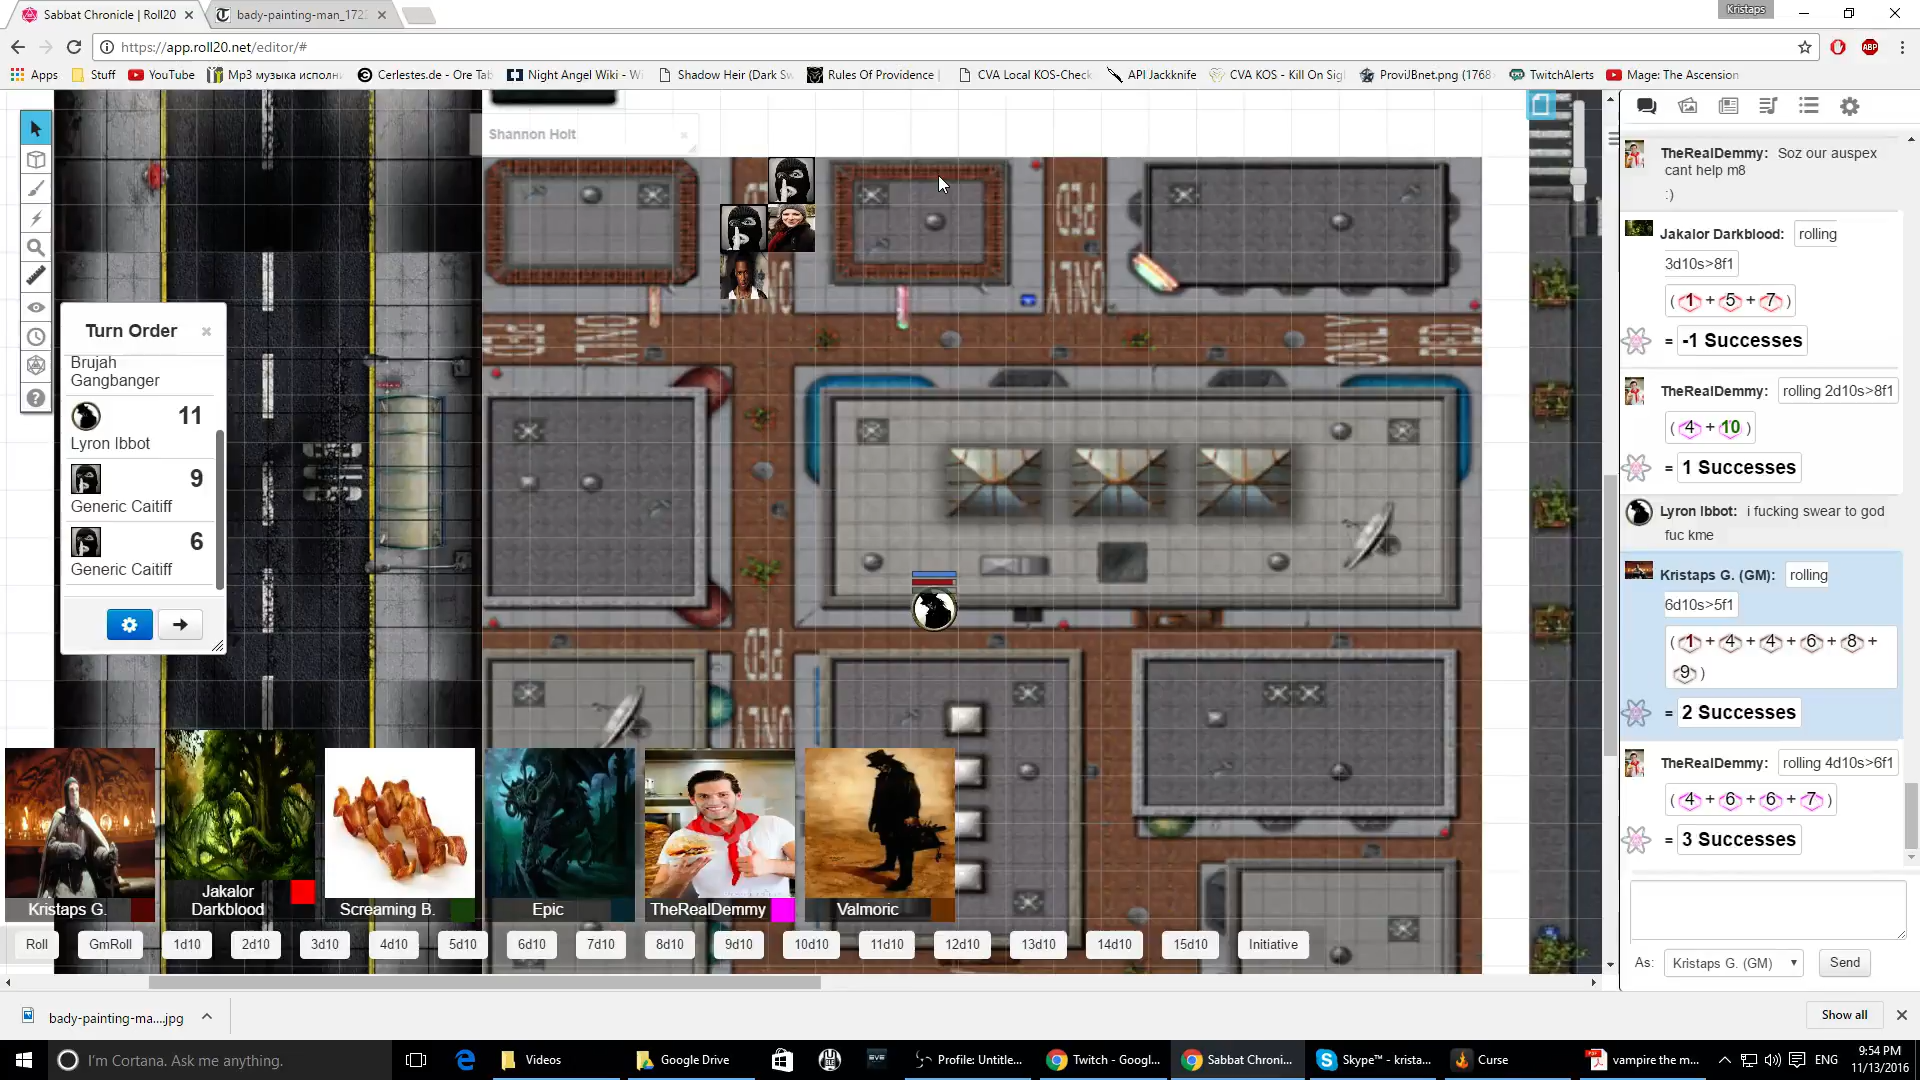 Sabbat Chronicle | Roll20
bady-painting-man_172
Kristaps
https://app.roll20.net/editor/#
Apps
Stuff
YouTube
Mp3 музыка исполн
Cerlestes.de - Ore Tab
Night Angel Wiki - Wi
Shadow Heir (Dark Sw
Rules Of Providence |
CVA Local KOS-Check
API Jackknife
CVA KOS - Kill On Sigl
ProviJBnet.png (1768
TwitchAlerts
Mage: The Ascension
Shannon Holt
Turn Order
Brujah
Gangbanger
11
Lyron Ibbot
9
Generic Caitiff
6
Generic Caitiff
ONLY
PED
TheRealDemmy: Soz our auspex
cant help m8
:)
Jakalor Darkblood: rolling
3d10s>8f1
(1+5+7)
= -1 Successes
TheRealDemmy: rolling 2d10s>8f1
(4+10)
= 1 Successes
Lyron Ibbot: i fucking swear to god
fuc kme
Kristaps G. (GM): rolling
6d10s>5f1
(1+4+4+6+8+
9)
= 2 Successes
TheRealDemmy: rolling 4d10s>6f1
(4+6+6+7)
= 3 Successes
As: Kristaps G. (GM)
Send
Kristaps G.
Jakalor
Darkblood
Screaming B.
Epic
TheRealDemmy
Valmoric
Roll GmRoll 1d10 2d10 3d10 4d10 5d10 6d10 7d10 8d10 9d10 10d10 11d10 12d10 13d10 14d10 15d10 Initiative
bady-painting-ma....jpg
Show all
I'm Cortana. Ask me anything.
Videos
Google Drive
Profile: Untitle...
Twitch - Googl...
Sabbat Chroni...
Skype™ - krista...
Curse
vampire the m...
ENG
9:54 PM
11/13/2016